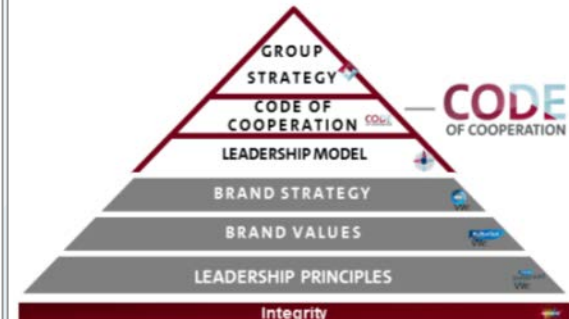 GROUP
STRATEGY
CODE OF
COOPERATION
CODE
OF COOPERATION
LEADERSHIP MODEL
BRAND STRATEGY
BRAND VALUES
LEADERSHIP PRINCIPLES
Integrity